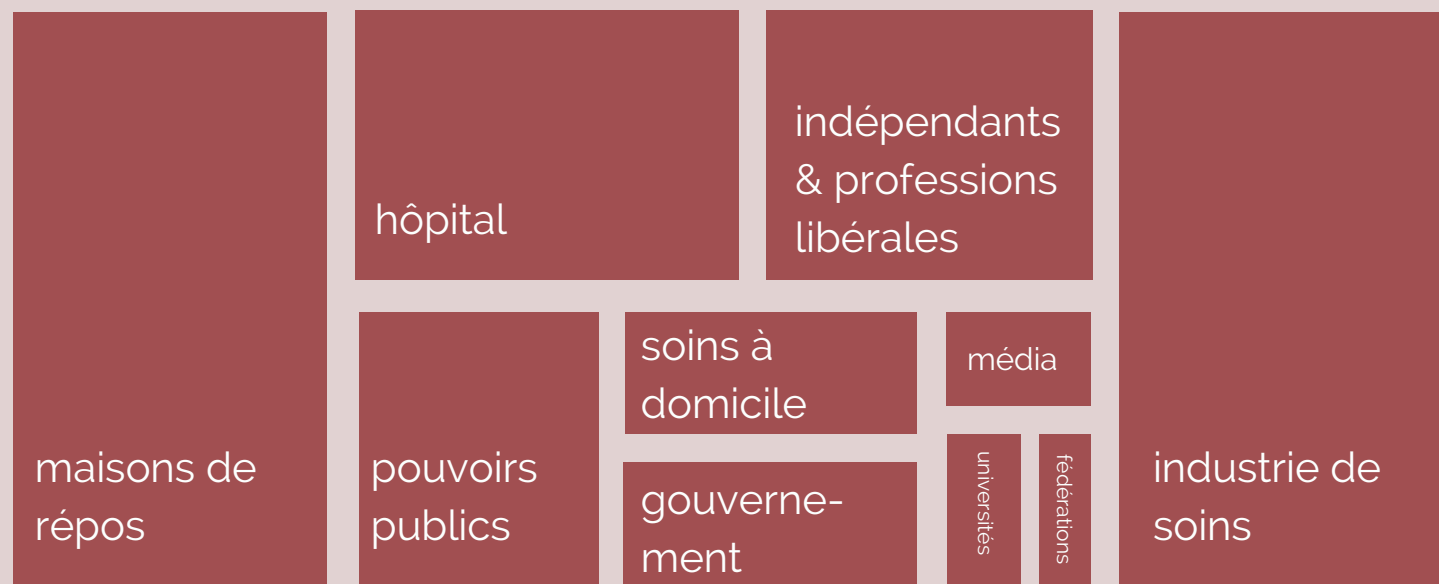 maisons de
répos
hôpital
indépendants
& professions
libérales
pouvoirs
publics
soins à
domicile
gouverne-
ment
média
universités
fédérations
industrie de
soins